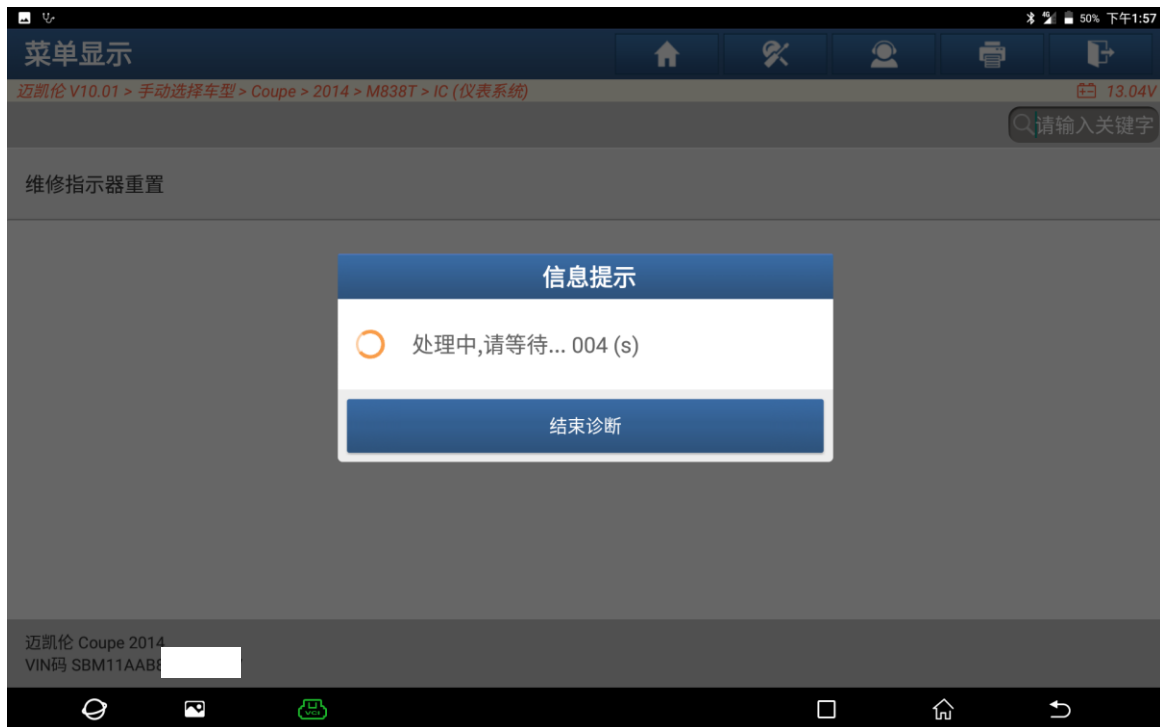 4G 50% 下午1:57
菜单显示
迈凯伦 V10.01 > 手动选择车型 > Coupe > 2014 > M838T > IC (仪表系统)
13.04V
请输入关键字
维修指示器重置
信息提示
处理中,请等待... 004 (s)
结束诊断
迈凯伦 Coupe 2014
VIN码 SBM11AAB8
VCI